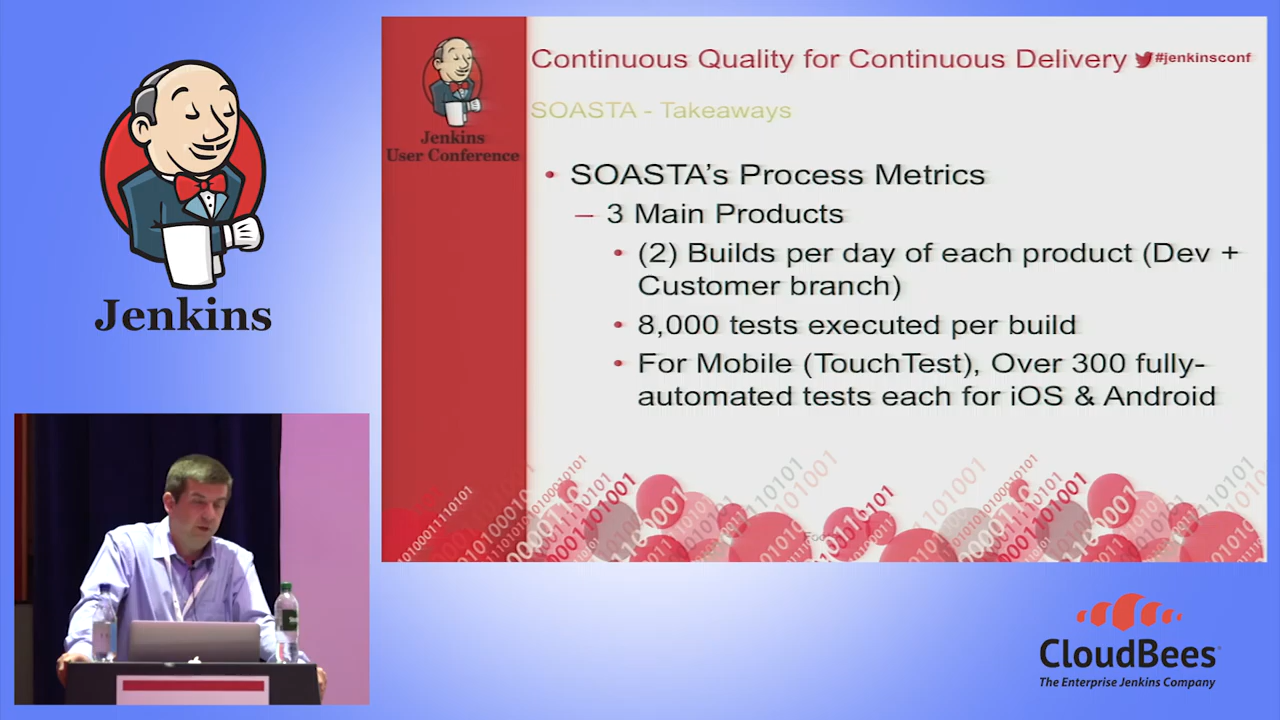 Jenkins
Jenkins
User Conference
Continuous Quality for Continuous Delivery
#jenkinsconf
SOASTA - Takeaways
• SOASTA's Process Metrics
– 3 Main Products
• (2) Builds per day of each product (Dev +
Customer branch)
• 8,000 tests executed per build
• For Mobile (TouchTest), Over 300 fully-
automated tests each for iOS & Android
CloudBees
The Enterprise Jenkins Company